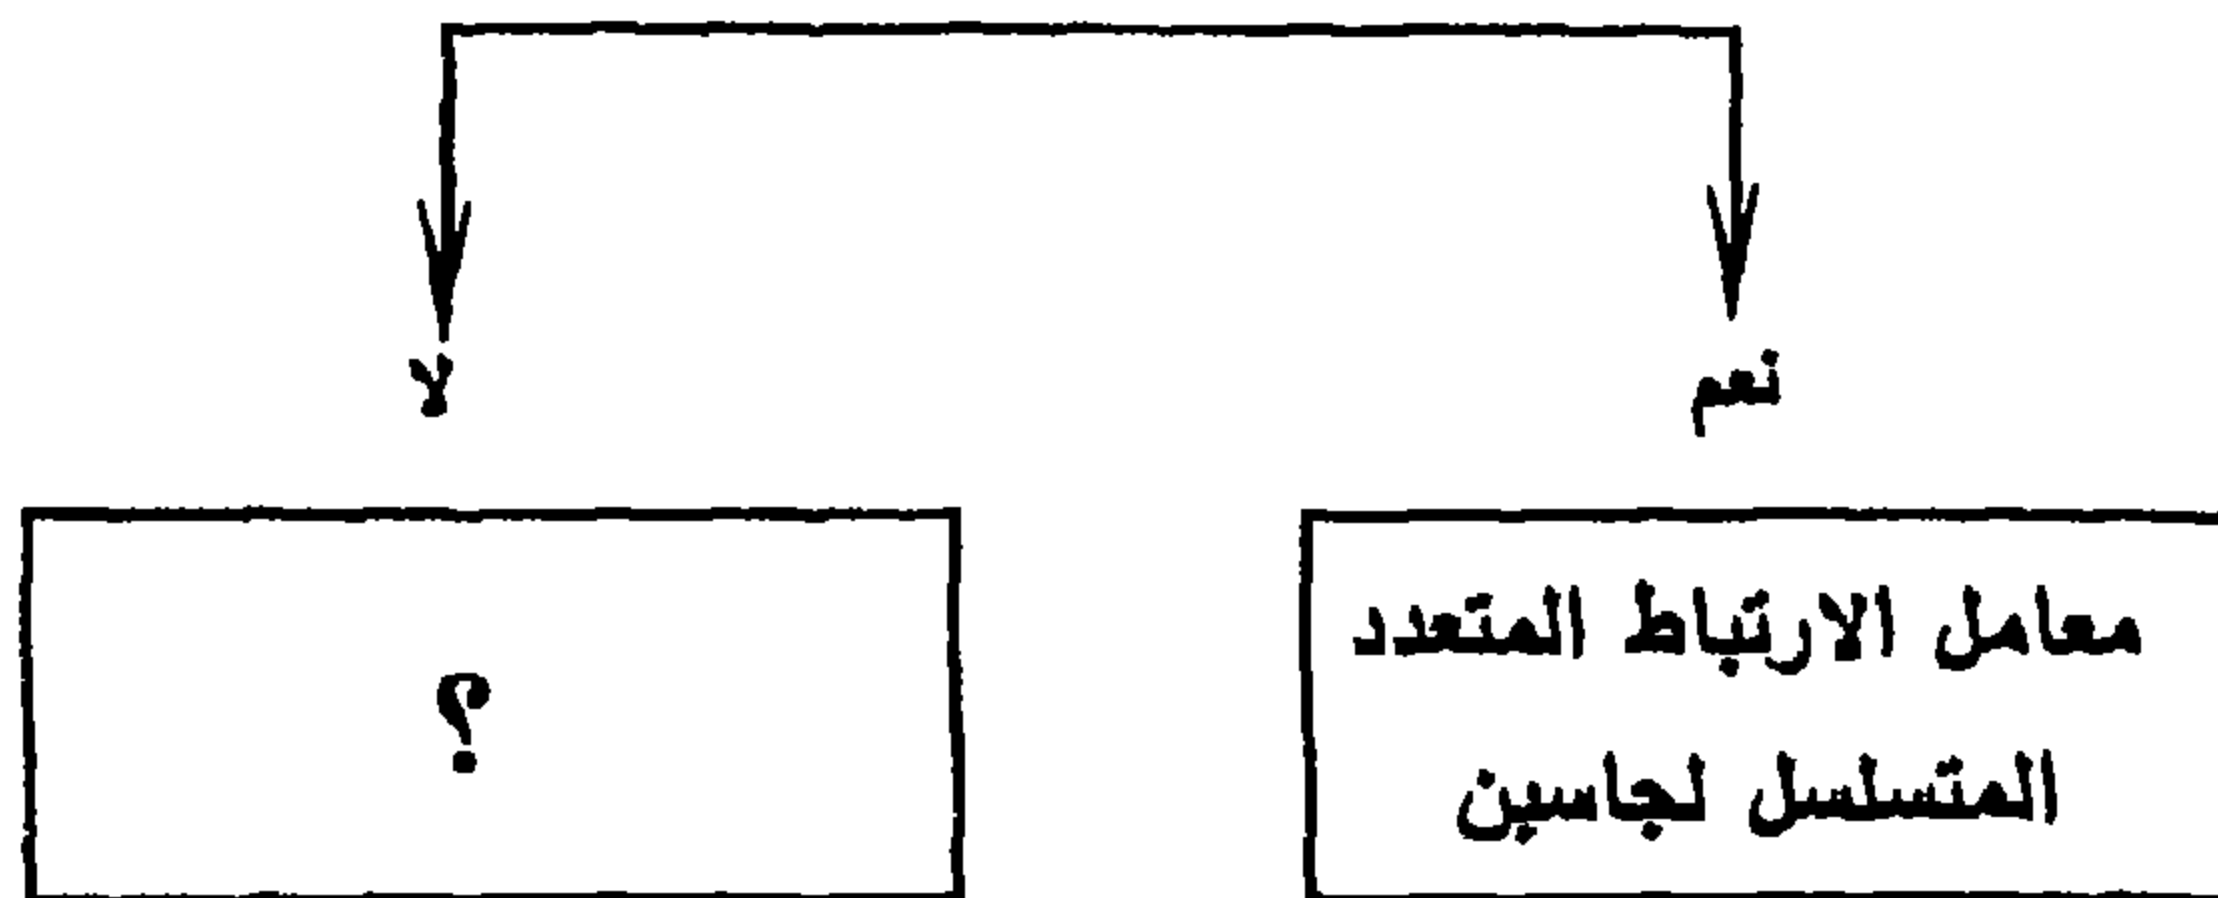 نعم
لا
معامل الارتباط المتعدد
المتسلسل لجاسبن
؟